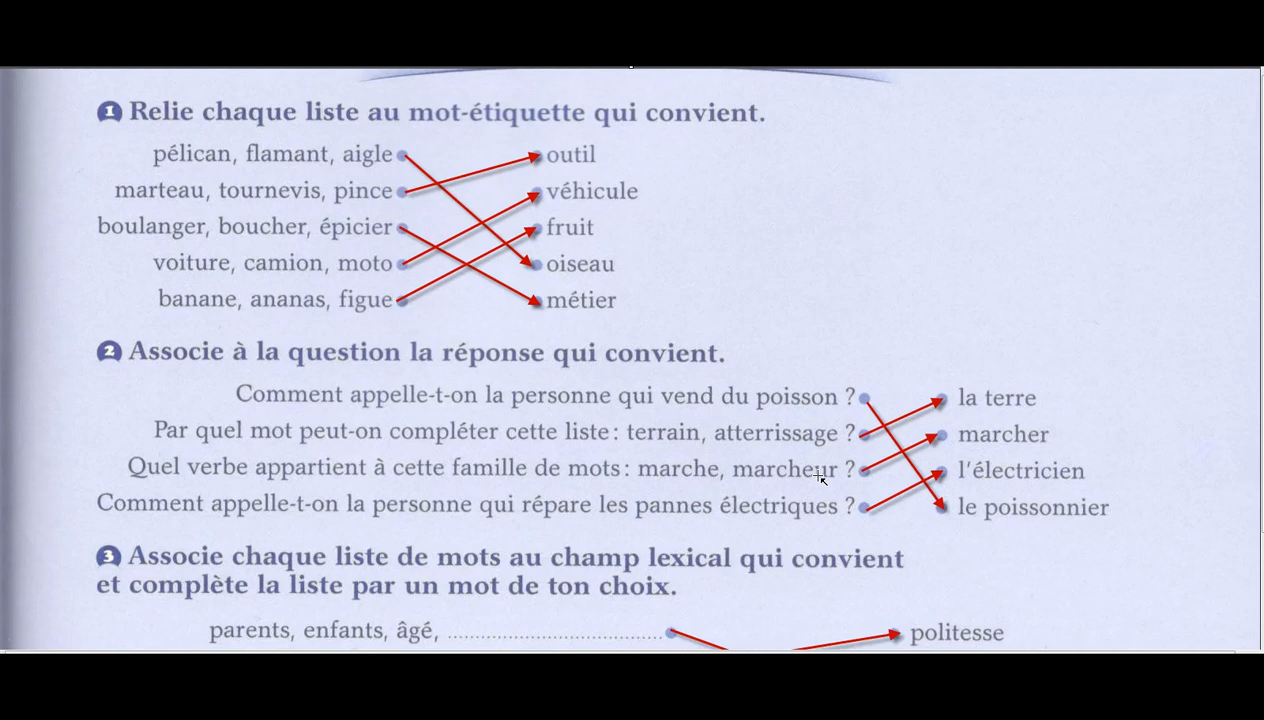 1 Relie chaque liste au mot-étiquette qui convient.
pélican, flamant, aigle outil
marteau, tournevis, pince véhicule
boulanger, boucher, épicier fruit
voiture, camion, moto oiseau
banane, ananas, figue métier
2 Associe à la question la réponse qui convient.
Comment appelle-t-on la personne qui vend du poisson ? la terre
Par quel mot peut-on compléter cette liste : terrain, atterrissage ? marcher
Quel verbe appartient à cette famille de mots : marche, marcheur ? l'électricien
Comment appelle-t-on la personne qui répare les pannes électriques ? le poissonnier
3 Associe chaque liste de mots au champ lexical qui convient
et complète la liste par un mot de ton choix.
parents, enfants, âgé, ..................................... politesse